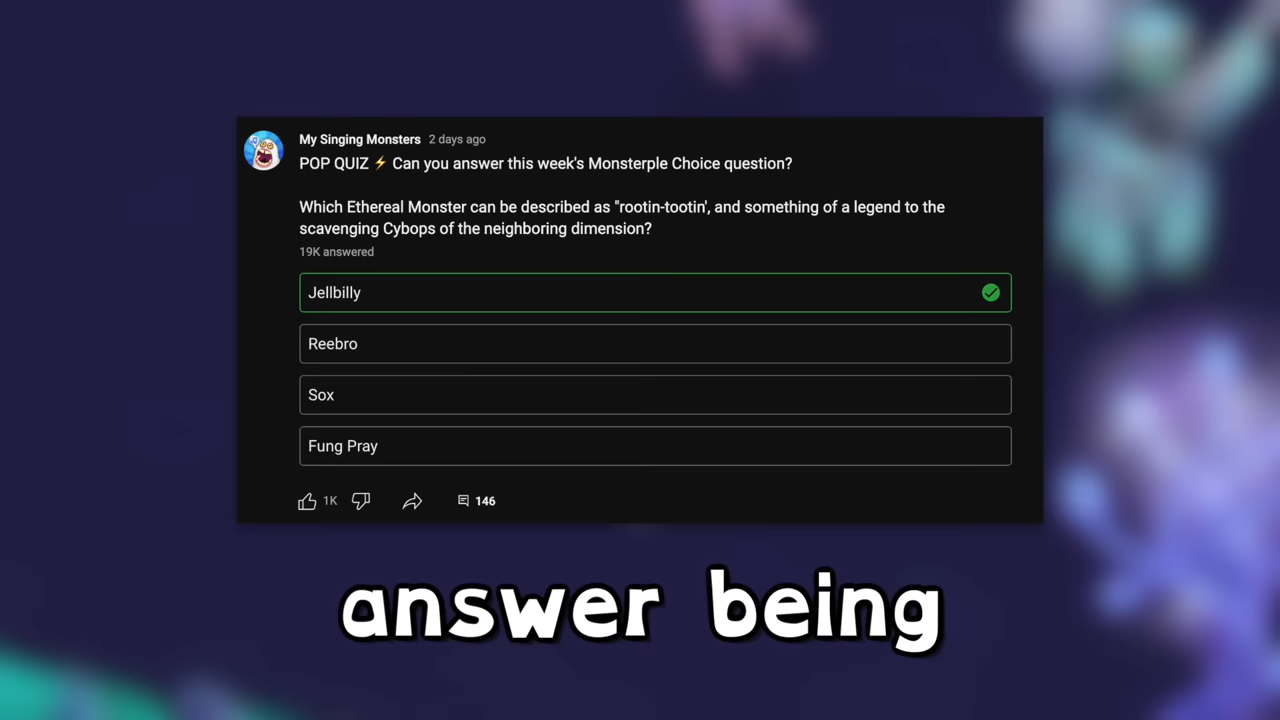 My Singing Monsters 2 days ago
POP QUIZ ⚡ Can you answer this week's Monsterple Choice question?
Which Ethereal Monster can be described as "rootin-tootin', and something of a legend to the
scavenging Cybops of the neighboring dimension?
19K answered
Jellbilly
Reebro
Sox
Fung Pray
1K 146
answer being